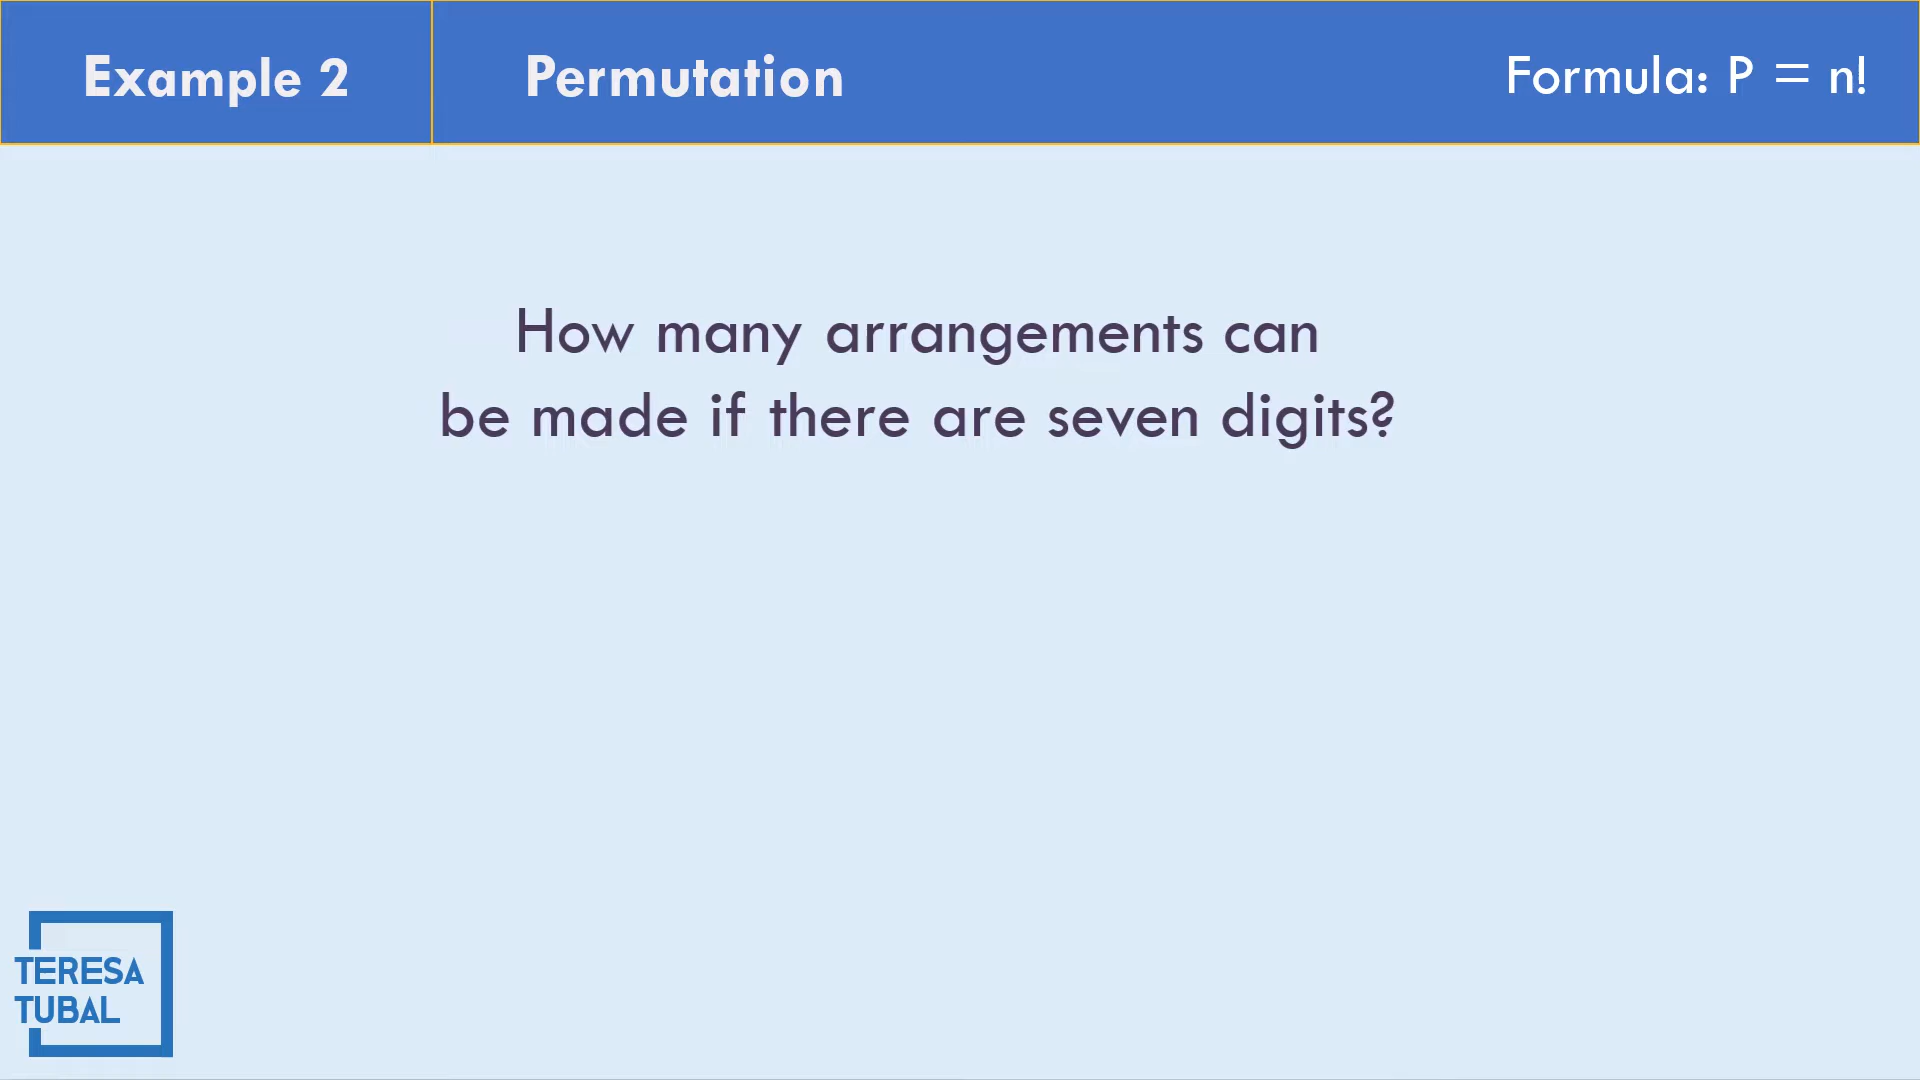 Example 2
Permutation
Formula: P = n!
How many arrangements can
be made if there are seven digits?
TERESA
TUBAL